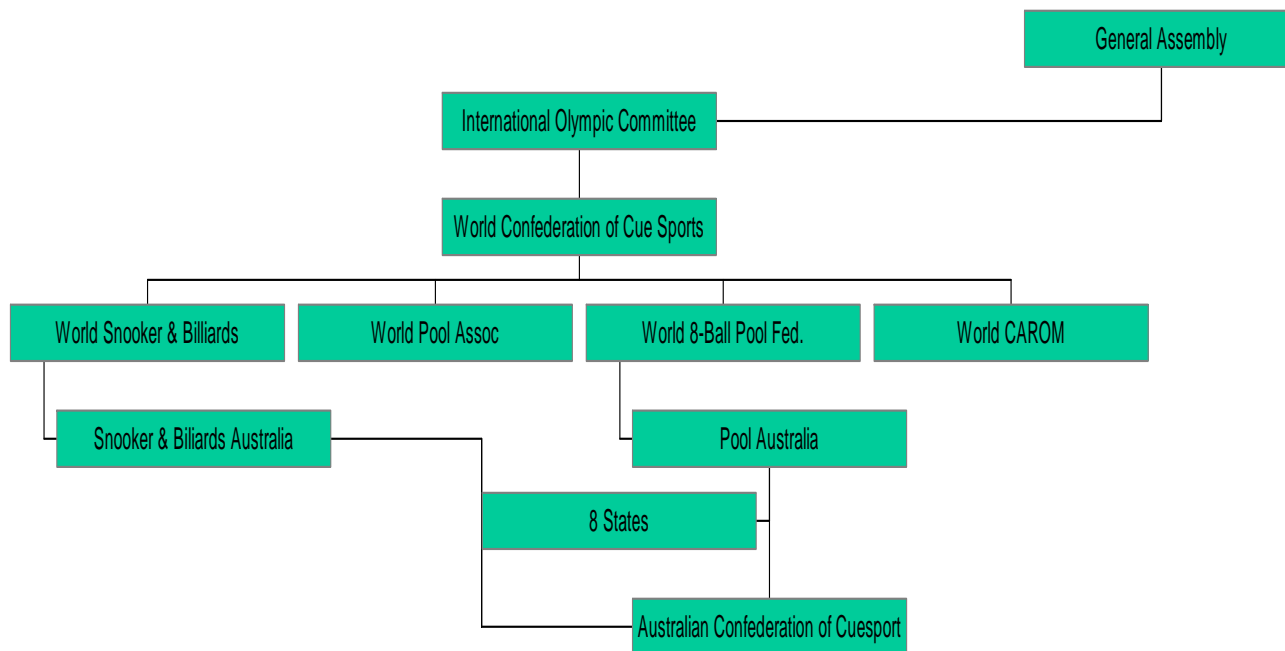 General Assembly
International Olympic Committee
World Confederation of Cue Sports
World Snooker & Billiards
World Pool Assoc
World 8-Ball Pool Fed.
World CAROM
Snooker & Biliards Australia
Pool Australia
8 States
Australian Confederation of Cuesport